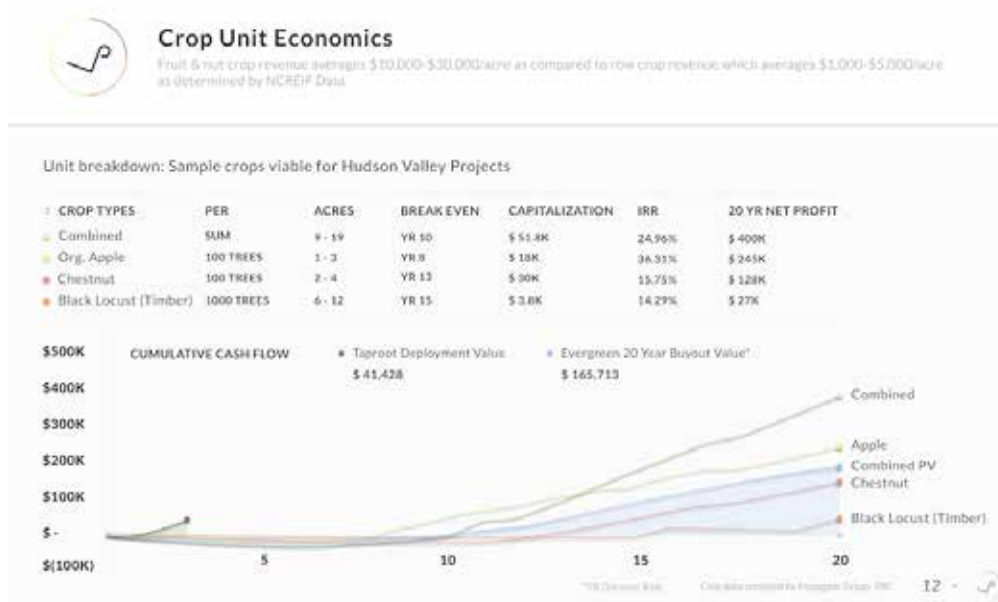 Crop Unit Economics
Fruit & nut crop revenue averages $10,000-$30,000/acre as compared to row crop revenue which averages $1,000-$5,000/acre
as determined by NCREIF Data
Unit breakdown: Sample crops viable for Hudson Valley Projects
CROP TYPES PER ACRES BREAK EVEN CAPITALIZATION IRR 20 YR NET PROFIT
Combined SUM 9 - 19 YR 10 $ 51.8K 24.96% $ 400K
Org. Apple 100 TREES 1 - 3 YR 8 $ 18K 36.31% $ 245K
Chestnut 100 TREES 2 - 4 YR 13 $ 30K 15.75% $ 128K
Black Locust (Timber) 1000 TREES 6 - 12 YR 15 $ 3.8K 14.29% $ 27K
$500K CUMULATIVE CASH FLOW Taproot Deployment Value Evergreen 20 Year Buyout Value*
$ 41,428 $ 165,713
$400K
Combined
$300K
$200K
Apple
Combined PV
Chestnut
$100K
Black Locust (Timber)
$ -
$(100K)
5 10 15 20
12